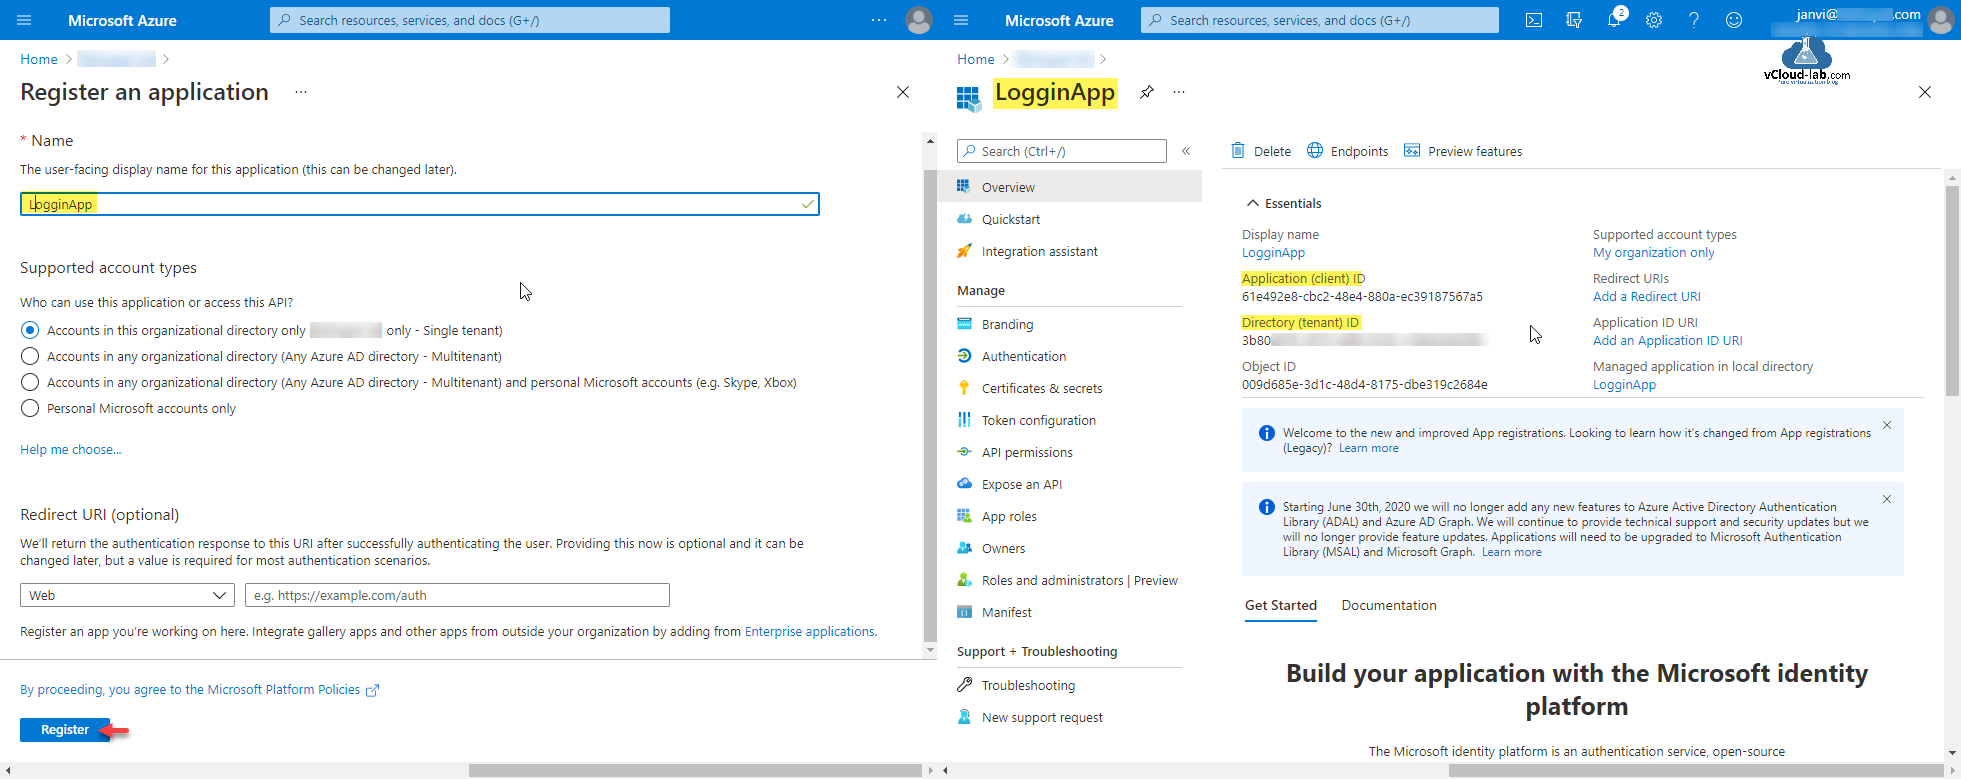 Microsoft Azure
Search resources, services, and docs (G+/)
Home
Register an application
* Name
The user-facing display name for this application (this can be changed later).
LogginApp
Supported account types
Who can use this application or access this API?
Accounts in this organizational directory only only - Single tenant)
Accounts in any organizational directory (Any Azure AD directory - Multitenant)
Accounts in any organizational directory (Any Azure AD directory - Multitenant) and personal Microsoft accounts (e.g. Skype, Xbox)
Personal Microsoft accounts only
Help me choose...
Redirect URI (optional)
We'll return the authentication response to this URI after successfully authenticating the user. Providing this now is optional and it can be
changed later, but a value is required for most authentication scenarios.
Web
e.g. https://example.com/auth
Register an app you're working on here. Integrate gallery apps and other apps from outside your organization by adding from Enterprise applications.
By proceeding, you agree to the Microsoft Platform Policies
Register
Microsoft Azure
Search resources, services, and docs (G+/)
2
janvi@ .com
vCloud-lab.com
Home
LogginApp
Search (Ctrl+/)
Overview
Quickstart
Integration assistant
Manage
Branding
Authentication
Certificates & secrets
Token configuration
API permissions
Expose an API
App roles
Owners
Roles and administrators | Preview
Manifest
Support + Troubleshooting
Troubleshooting
New support request
Delete
Endpoints
Preview features
Essentials
Display name
LogginApp
Application (client) ID
61e492e8-cbc2-48e4-880a-ec39187567a5
Directory (tenant) ID
3b80
Object ID
009d685e-3d1c-48d4-8175-dbe319c2684e
Supported account types
My organization only
Redirect URIs
Add a Redirect URI
Application ID URI
Add an Application ID URI
Managed application in local directory
LogginApp
Welcome to the new and improved App registrations. Looking to learn how it's changed from App registrations
(Legacy)? Learn more
Starting June 30th, 2020 we will no longer add any new features to Azure Active Directory Authentication
Library (ADAL) and Azure AD Graph. We will continue to provide technical support and security updates but we
will no longer provide feature updates. Applications will need to be upgraded to Microsoft Authentication
Library (MSAL) and Microsoft Graph. Learn more
Get Started
Documentation
Build your application with the Microsoft identity
platform
The Microsoft identity platform is an authentication service, open-source